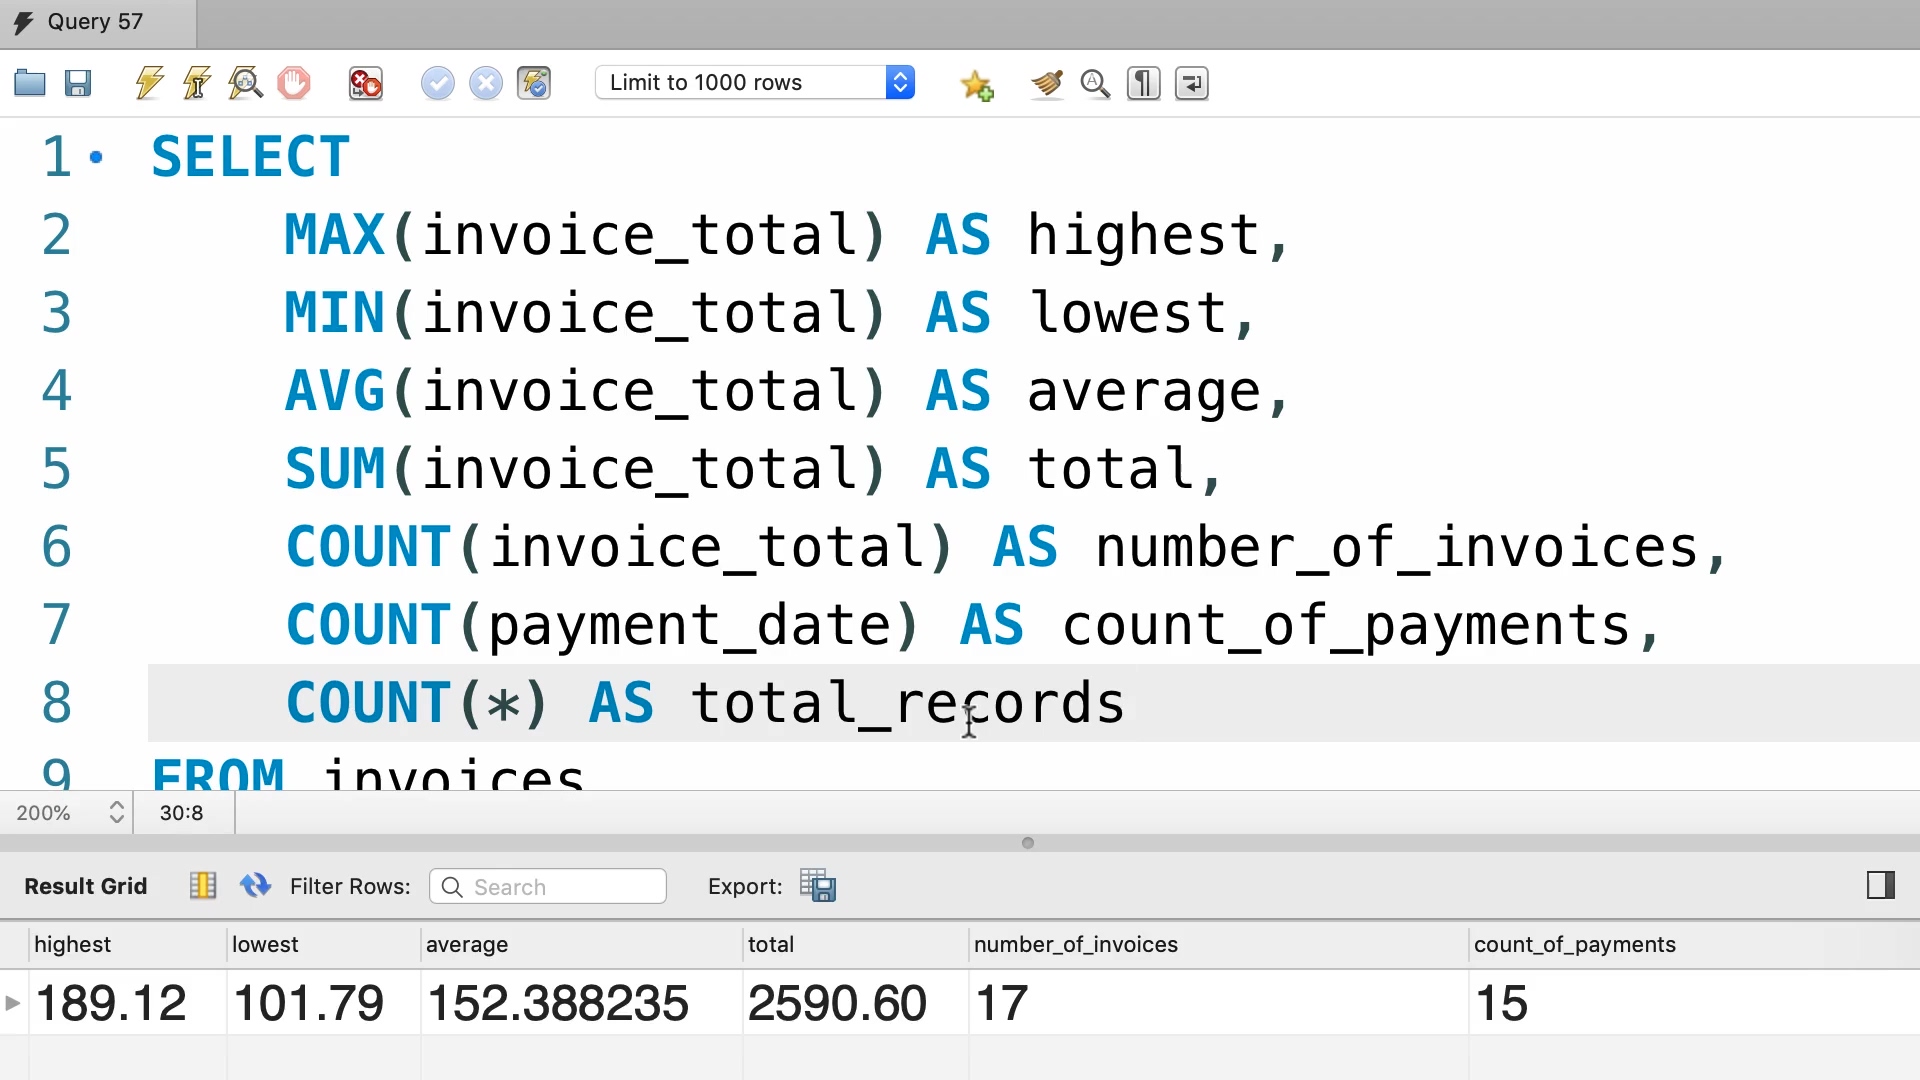 Query 57
Limit to 1000 rows
1 SELECT
2 MAX(invoice_total) AS highest,
3 MIN(invoice_total) AS lowest,
4 AVG(invoice_total) AS average,
5 SUM(invoice_total) AS total,
6 COUNT(invoice_total) AS number_of_invoices,
7 COUNT(payment_date) AS count_of_payments,
8 COUNT(*) AS total_records
9 FROM invoices
200% 30:8
Result Grid Filter Rows: Search Export:
highest lowest average total number_of_invoices count_of_payments
189.12 101.79 152.388235 2590.60 17 15